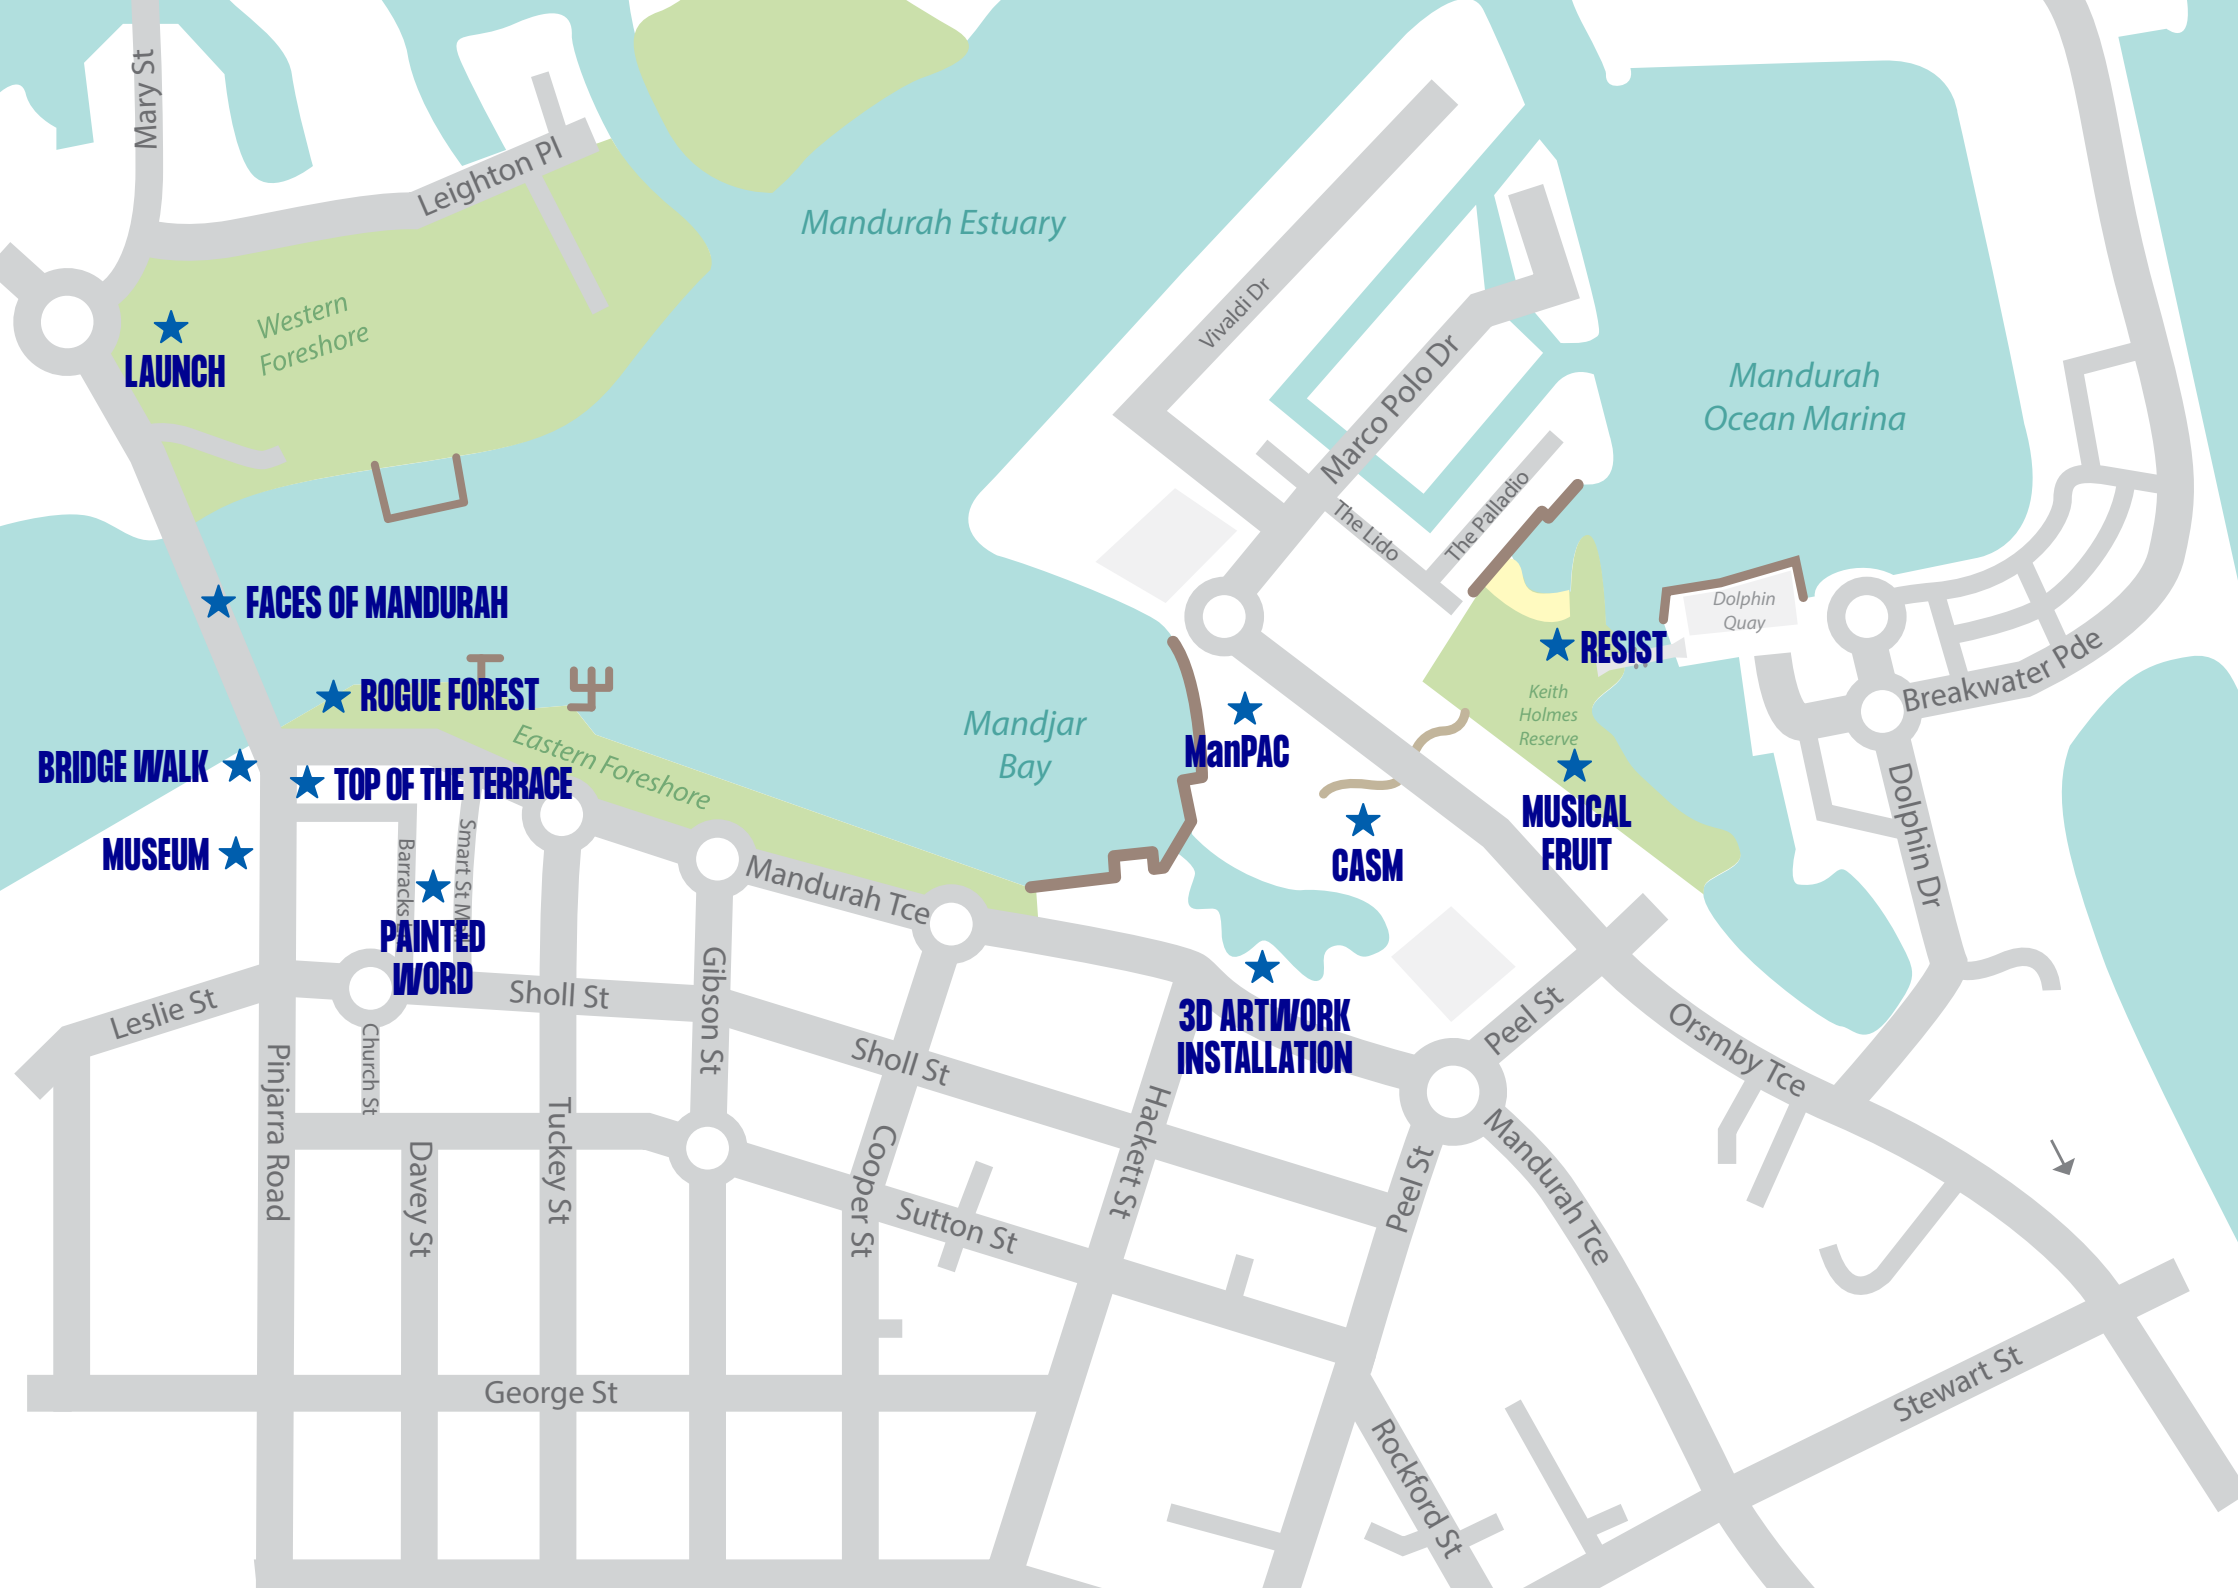 Mary St
Leighton Pl
Mandurah Estuary
Western
Foreshore
LAUNCH
Vivaldi Dr
Marco Polo Dr
Mandurah
Ocean Marina
The Lido
The Palladio
FACES OF MANDURAH
Dolphin
Quay
RESIST
ROGUE FOREST
Keith
Holmes
Reserve
Breakwater Pde
Eastern Foreshore
Mandjar
Bay
ManPAC
BRIDGE WALK
TOP OF THE TERRACE
MUSICAL
FRUIT
Dolphin Dr
Smart St Mall
Barracks
MUSEUM
CASM
Mandurah Tce
PAINTED
WORD
Sholl St
Gibson St
Leslie St
3D ARTWORK
INSTALLATION
Peel St
Orsmby Tce
Church St
Sholl St
Pinjarra Road
Davey St
Tuckey St
Cooper St
Hackett St
Peel St
Mandurah Tce
Sutton St
George St
Stewart St
Rockford St